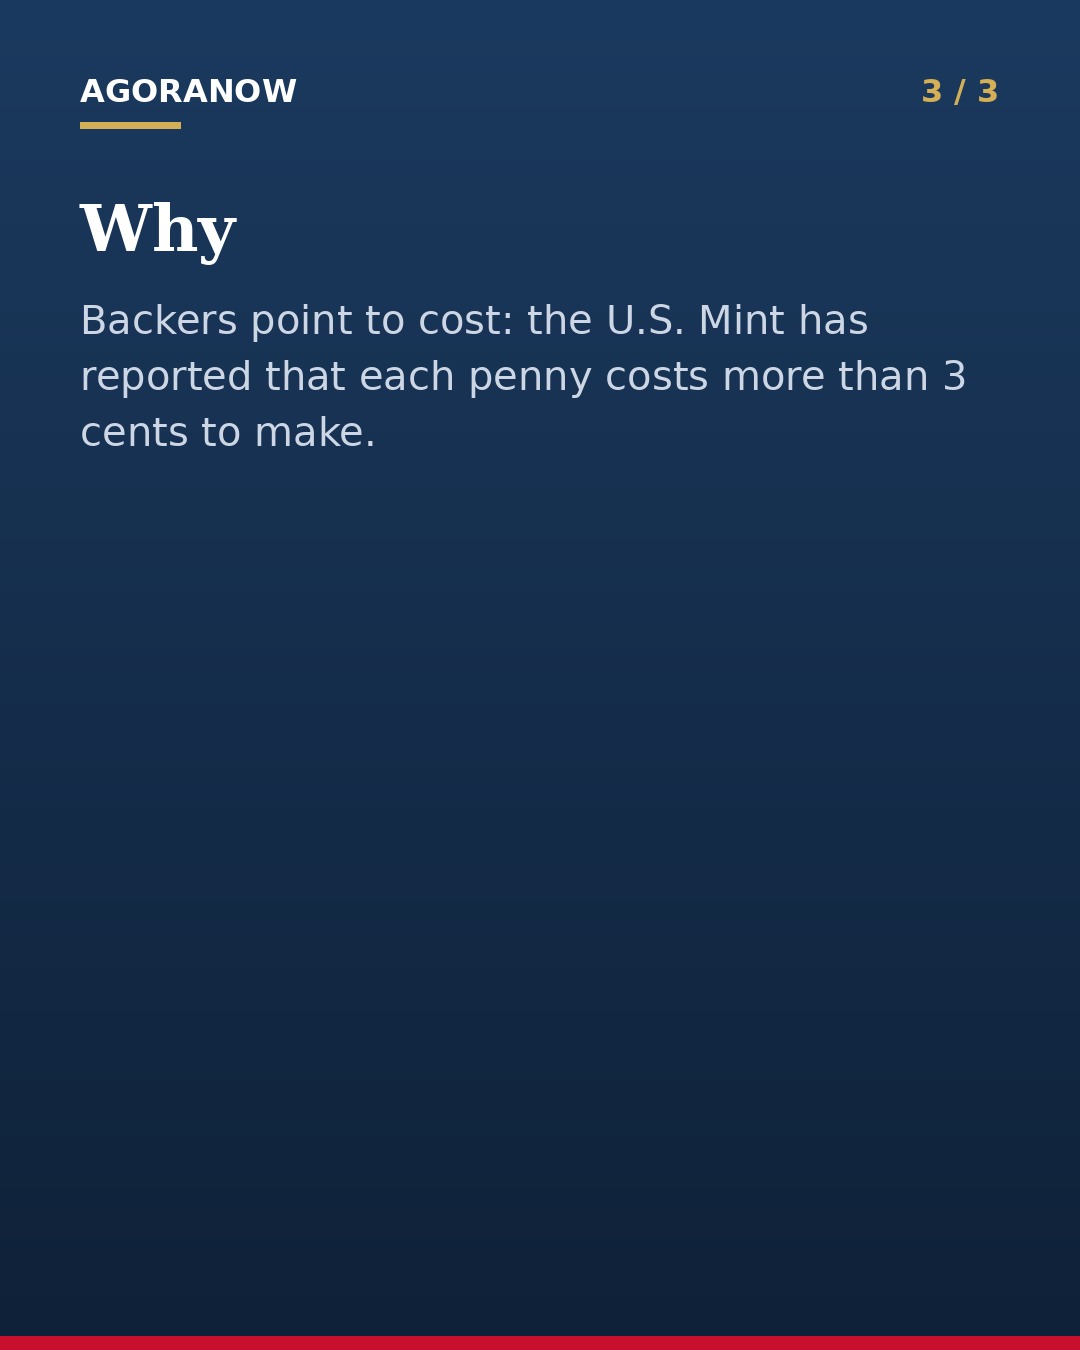 AGORANOW
3 / 3
Why
Backers point to cost: the U.S. Mint has
reported that each penny costs more than 3
cents to make.